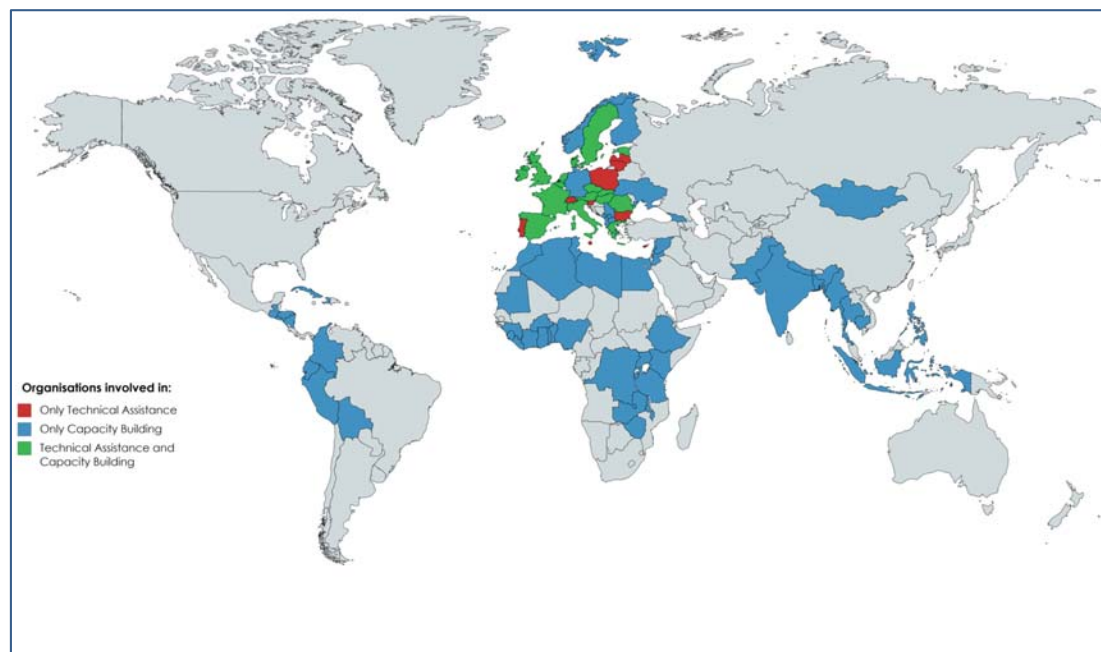 Organisations involved in:
Only Technical Assistance
Only Capacity Building
Technical Assistance and
Capacity Building